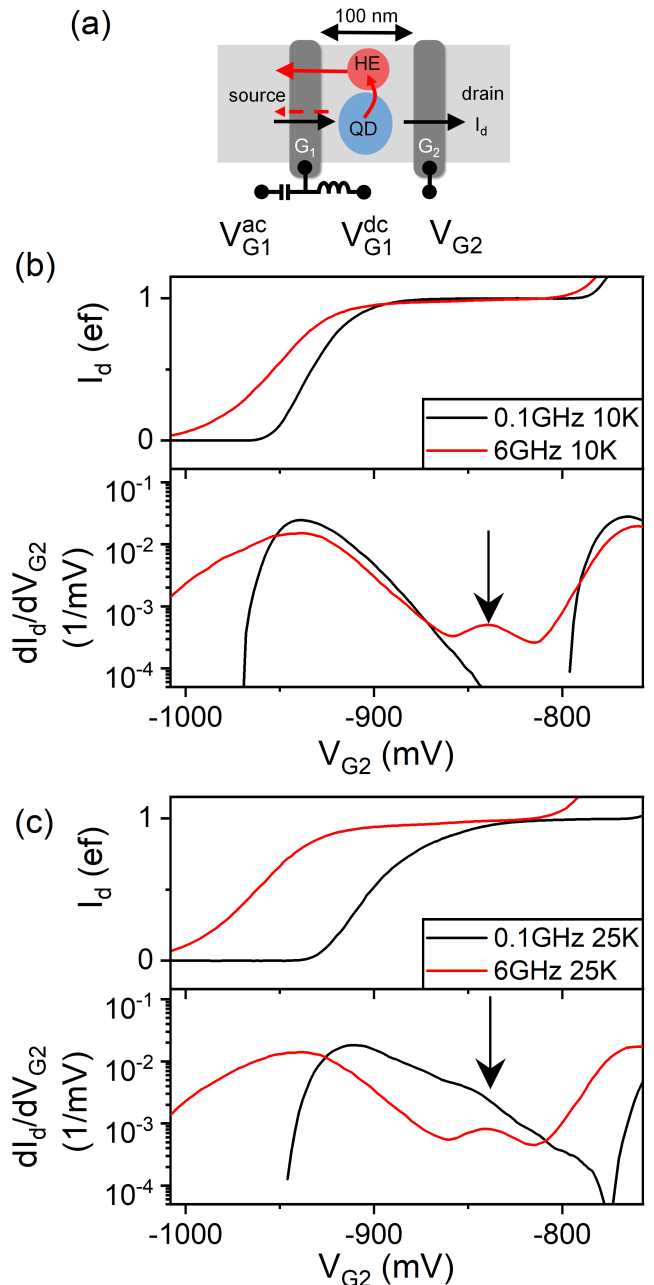 (a)
100 nm
HE
source
drain
QD
I_d
G_1
G_2
V_G1^ac
V_G1^dc
V_G2
(b)
I_d (ef)
1
0
0.1GHz 10K
6GHz 10K
dI_d/dV_G2
(1/mV)
10^-1
10^-2
10^-3
10^-4
-1000
-900
-800
V_G2 (mV)
(c)
I_d (ef)
1
0
0.1GHz 25K
6GHz 25K
dI_d/dV_G2
(1/mV)
10^-1
10^-2
10^-3
10^-4
-1000
-900
-800
V_G2 (mV)